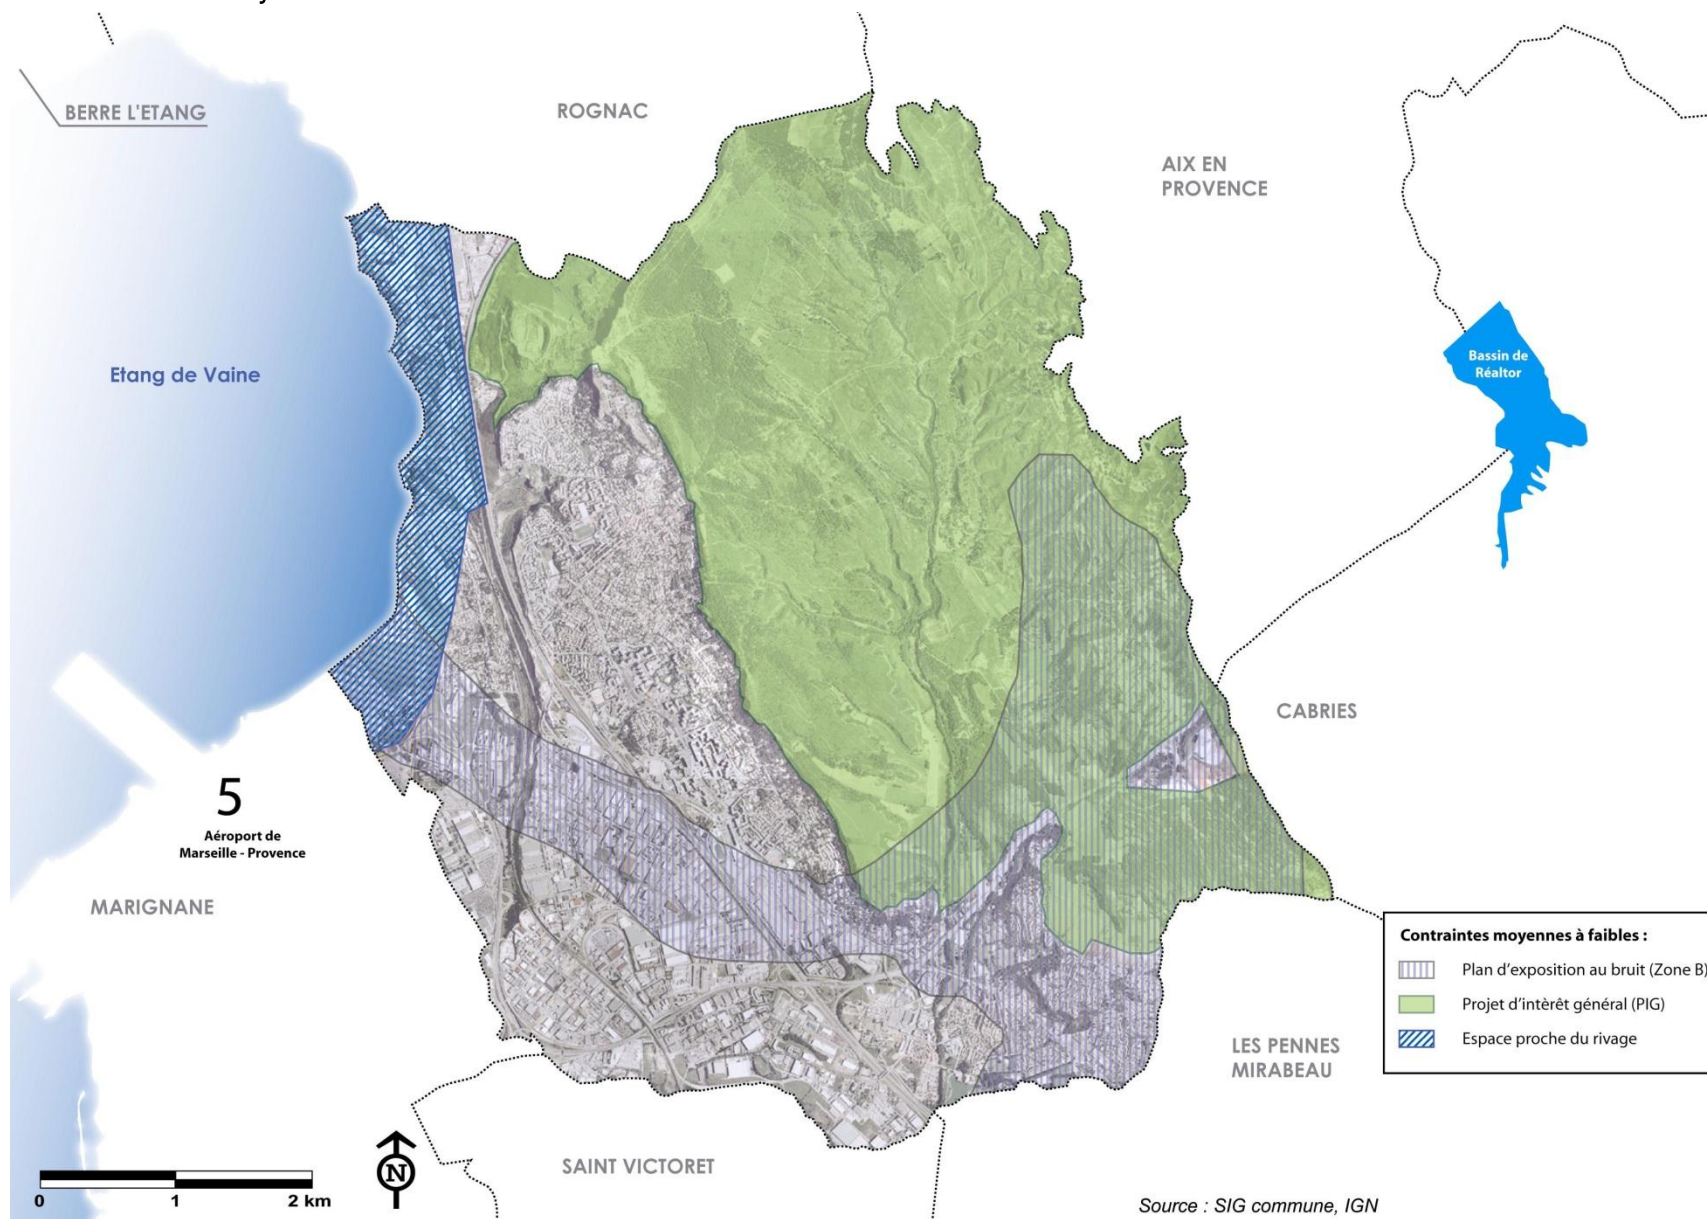 BERRE L'ETANG
ROGNAC
AIX EN
PROVENCE
Bassin de
Réaltor
Etang de Vaine
CABRIES
5
Aéroport de
Marseille - Provence
MARIGNANE
Contraintes moyennes à faibles :
Plan d'exposition au bruit (Zone B)
Projet d'intèrêt général (PIG)
Espace proche du rivage
LES PENNES
MIRABEAU
SAINT VICTORET
N
0 1 2 km
Source : SIG commune, IGN